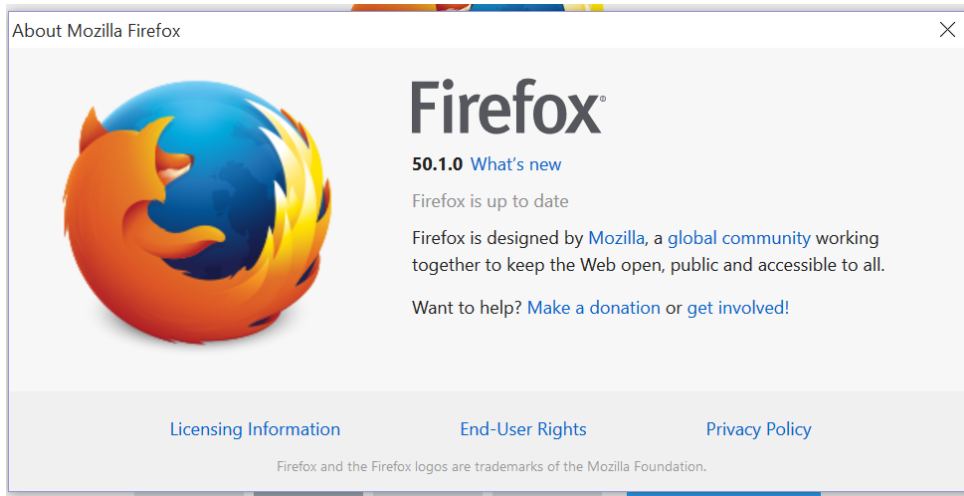 About Mozilla Firefox
Firefox®
50.1.0 What's new
Firefox is up to date
Firefox is designed by Mozilla, a global community working
together to keep the Web open, public and accessible to all.
Want to help? Make a donation or get involved!
Licensing Information End-User Rights Privacy Policy
Firefox and the Firefox logos are trademarks of the Mozilla Foundation.